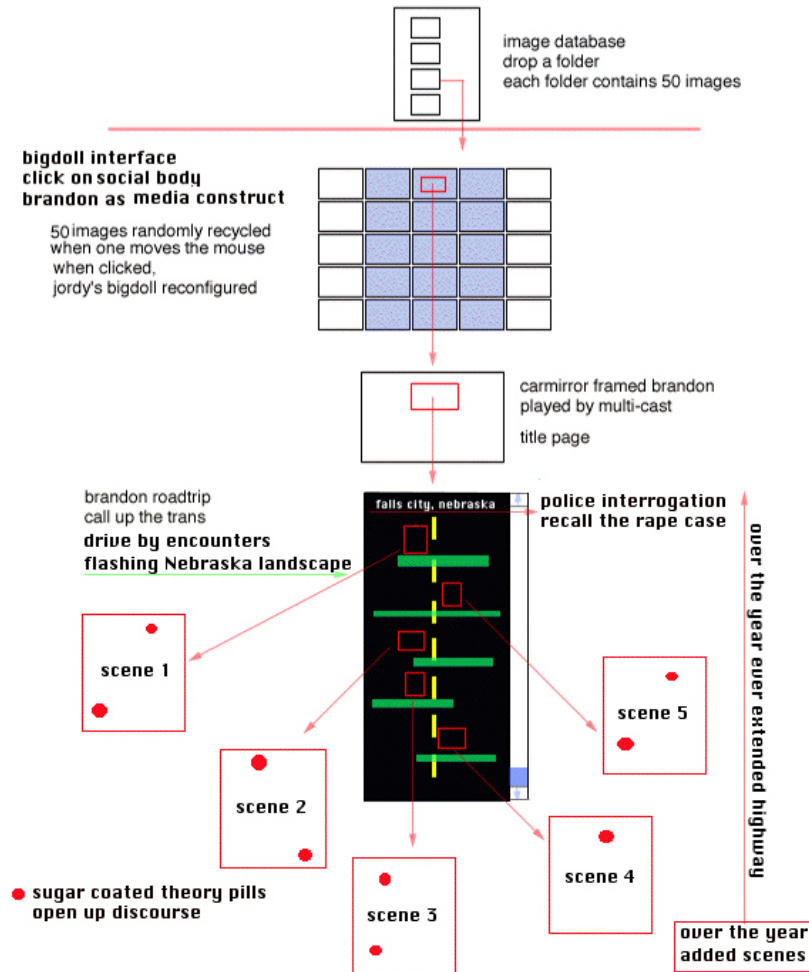 image database
drop a folder
each folder contains 50 images
bigdoll interface
click on social body
brandon as media construct
50 images randomly recycled
when one moves the mouse
when clicked,
jordy's bigdoll reconfigured
carmirror framed brandon
played by multi-cast
title page
brandon roadtrip
call up the trans
drive by encounters
flashing Nebraska landscape
falls city, nebraska
police interrogation
recall the rape case
over the year ever extended highway
scene 1
scene 5
scene 2
scene 4
scene 3
sugar coated theory pills
open up discourse
over the year
added scenes